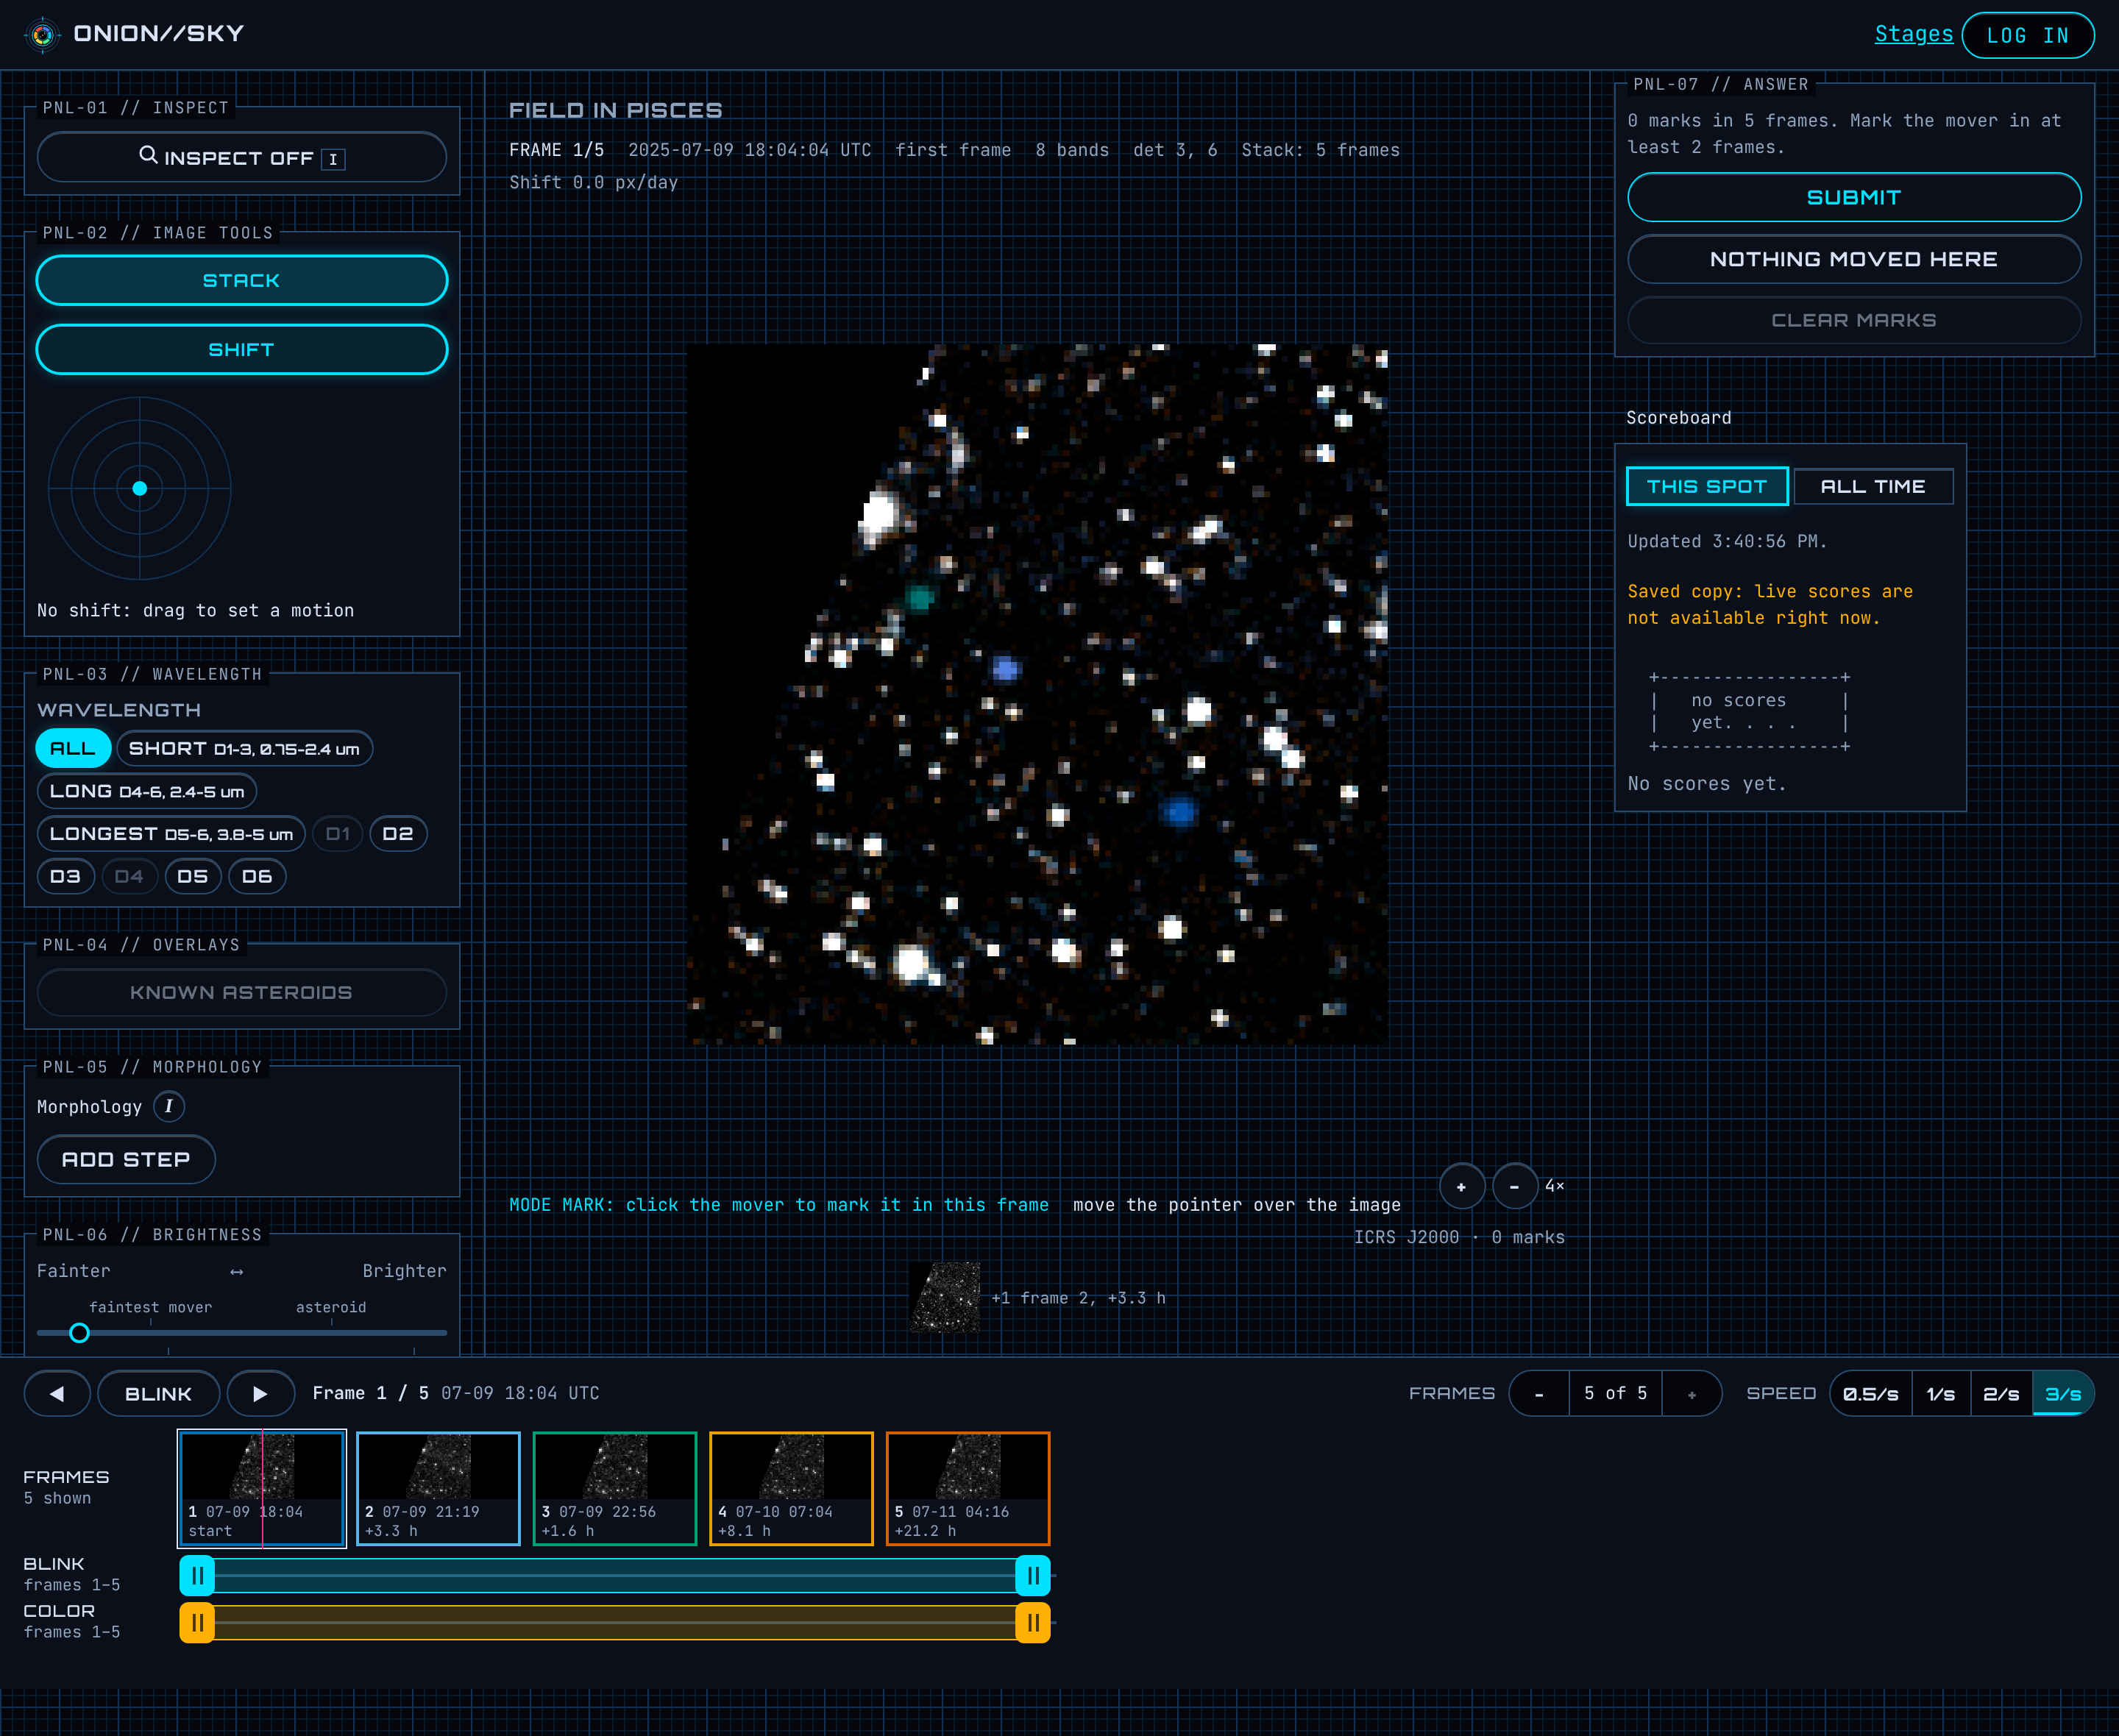 ONION//SKY
Stages
LOG IN
PNL-01 // INSPECT
INSPECT OFF I
PNL-02 // IMAGE TOOLS
STACK
SHIFT
No shift: drag to set a motion
PNL-03 // WAVELENGTH
WAVELENGTH
ALL
SHORT D1-3, 0.75-2.4 um
LONG D4-6, 2.4-5 um
LONGEST D5-6, 3.8-5 um
D1
D2
D3
D4
D5
D6
PNL-04 // OVERLAYS
KNOWN ASTEROIDS
PNL-05 // MORPHOLOGY
Morphology I
ADD STEP
PNL-06 // BRIGHTNESS
Fainter ↔ Brighter
faintest mover asteroid
FIELD IN PISCES
FRAME 1/5 2025-07-09 18:04:04 UTC first frame 8 bands det 3, 6 Stack: 5 frames
Shift 0.0 px/day
MODE MARK: click the mover to mark it in this frame move the pointer over the image
+ - 4×
ICRS J2000 · 0 marks
+1 frame 2, +3.3 h
PNL-07 // ANSWER
0 marks in 5 frames. Mark the mover in at
least 2 frames.
SUBMIT
NOTHING MOVED HERE
CLEAR MARKS
Scoreboard
THIS SPOT
ALL TIME
Updated 3:40:56 PM.
Saved copy: live scores are
not available right now.
+-----------------+
| no scores |
| yet. . . . |
+-----------------+
No scores yet.
◀ BLINK ▶ Frame 1 / 5 07-09 18:04 UTC
FRAMES - 5 of 5 +
SPEED 0.5/s 1/s 2/s 3/s
FRAMES
5 shown
1 07-09 18:04
start
2 07-09 21:19
+3.3 h
3 07-09 22:56
+1.6 h
4 07-10 07:04
+8.1 h
5 07-11 04:16
+21.2 h
BLINK
frames 1–5
COLOR
frames 1–5